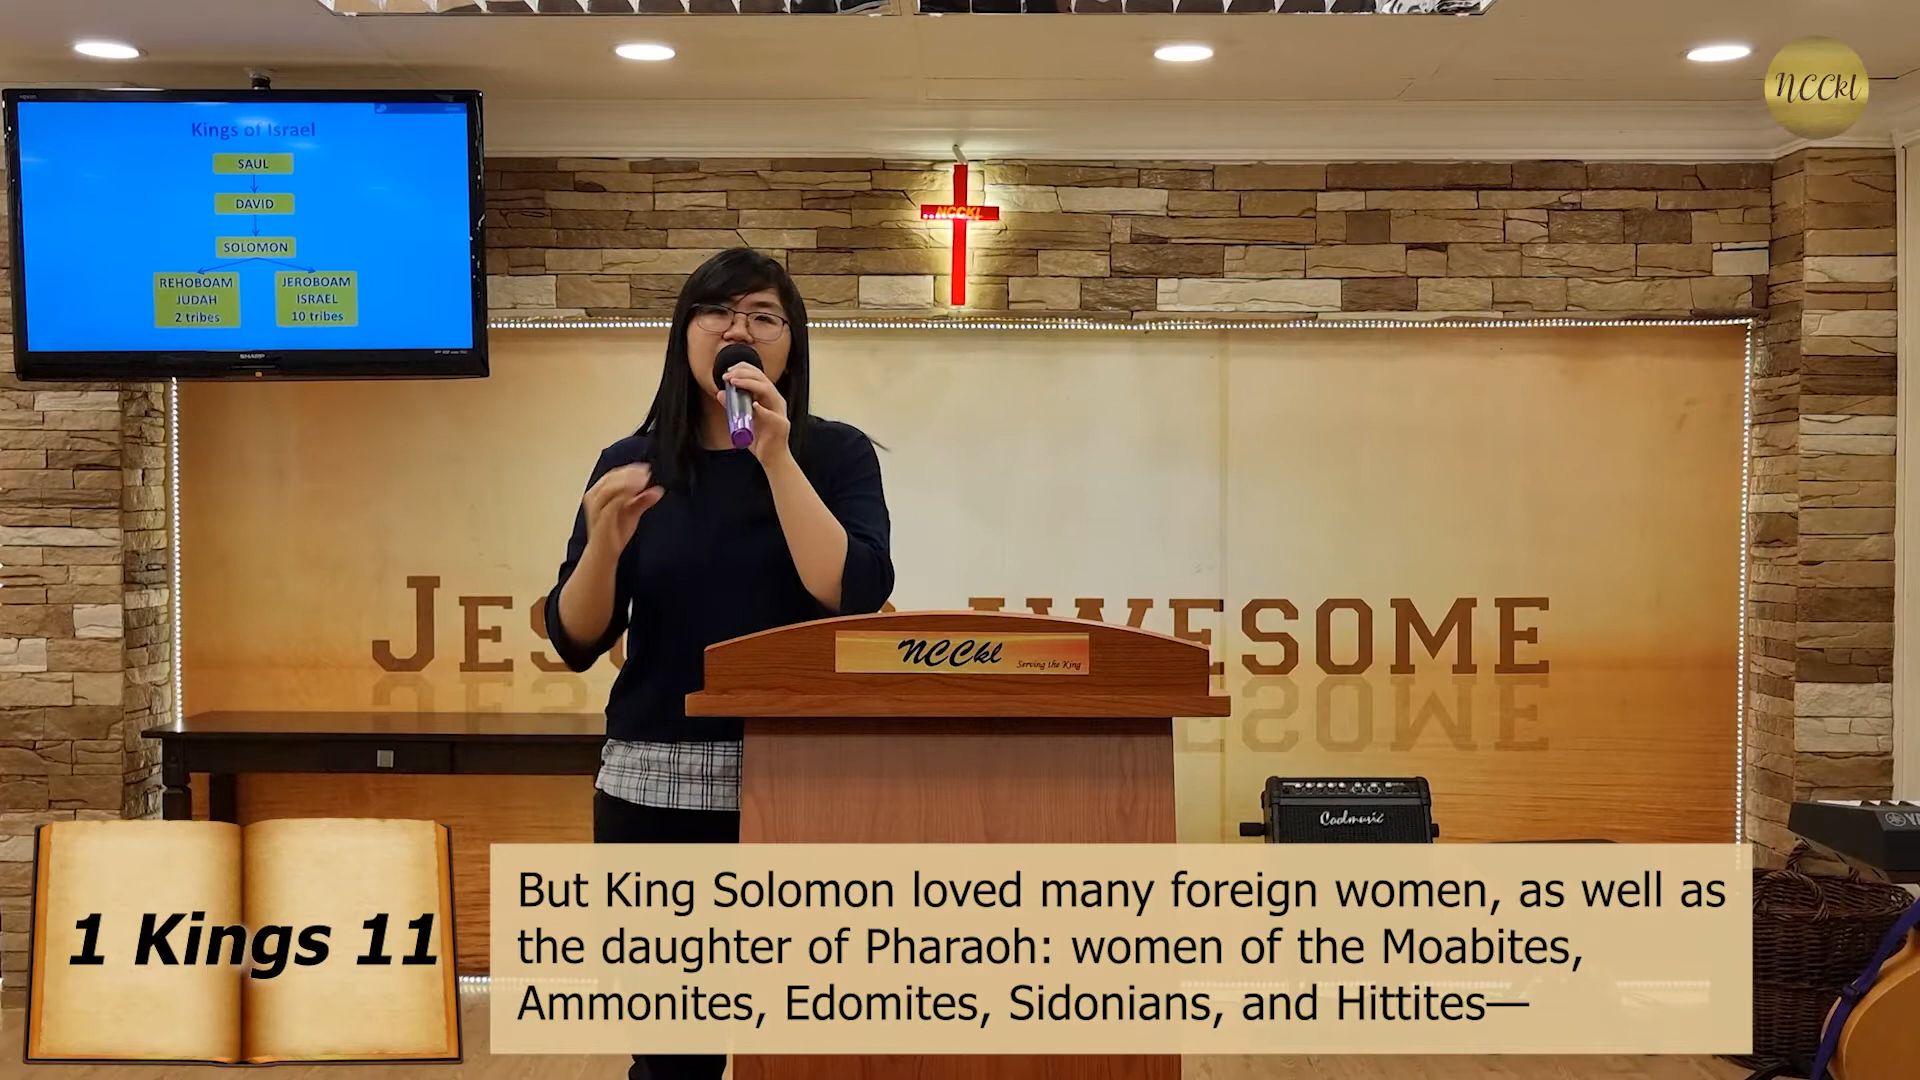 NCCkl
Kings of Israel
SAUL
DAVID
SOLOMON
REHOBOAM
JUDAH
2 tribes
JEROBOAM
ISRAEL
10 tribes
SHARP
NCCKL
AWESOME
NCCkl
Serving the King
Coolmusic
1 Kings 11
But King Solomon loved many foreign women, as well as
the daughter of Pharaoh: women of the Moabites,
Ammonites, Edomites, Sidonians, and Hittites—